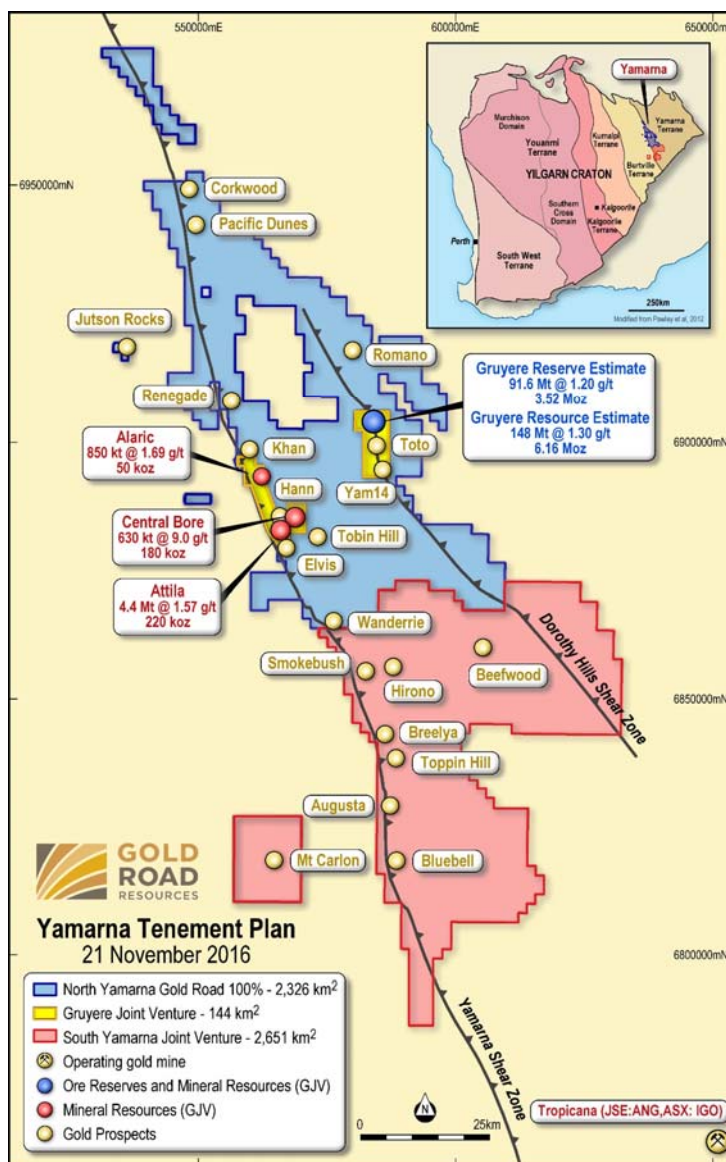 550000mE
600000mE
650000mE
Yamarna
Murchison
Domain
Youanmi
Terrane
YILGARN CRATON
Kurnalpi
Terrane
Yamarna
Terrane
Burtville
Terrane
Southern
Cross
Domain
Kalgoorlie
Kalgoorlie
Terrane
Perth
South West
Terrane
250km
Modified from Pawley et al, 2012
6950000mN
Corkwood
Pacific Dunes
Jutson Rocks
Romano
Renegade
Gruyere Reserve Estimate
91.6 Mt @ 1.20 g/t
3.52 Moz
Gruyere Resource Estimate
148 Mt @ 1.30 g/t
6.16 Moz
6900000mN
Alaric
850 kt @ 1.69 g/t
50 koz
Khan
Toto
Hann
Yam14
Central Bore
630 kt @ 9.0 g/t
180 koz
Tobin Hill
Elvis
Attila
4.4 Mt @ 1.57 g/t
220 koz
Wanderrie
Dorothy Hills Shear Zone
Smokebush
Hirono
Beefwood
6850000mN
Breelya
Toppin Hill
Augusta
Mt Carlon
Bluebell
GOLD
ROAD
RESOURCES
Yamarna Tenement Plan
21 November 2016
6800000mN
North Yamarna Gold Road 100% - 2,326 km²
Gruyere Joint Venture - 144 km²
South Yamarna Joint Venture - 2,651 km²
Operating gold mine
Ore Reserves and Mineral Resources (GJV)
Mineral Resources (GJV)
Gold Prospects
Yamarna Shear Zone
N
0
25km
Tropicana (JSE:ANG,ASX: IGO)